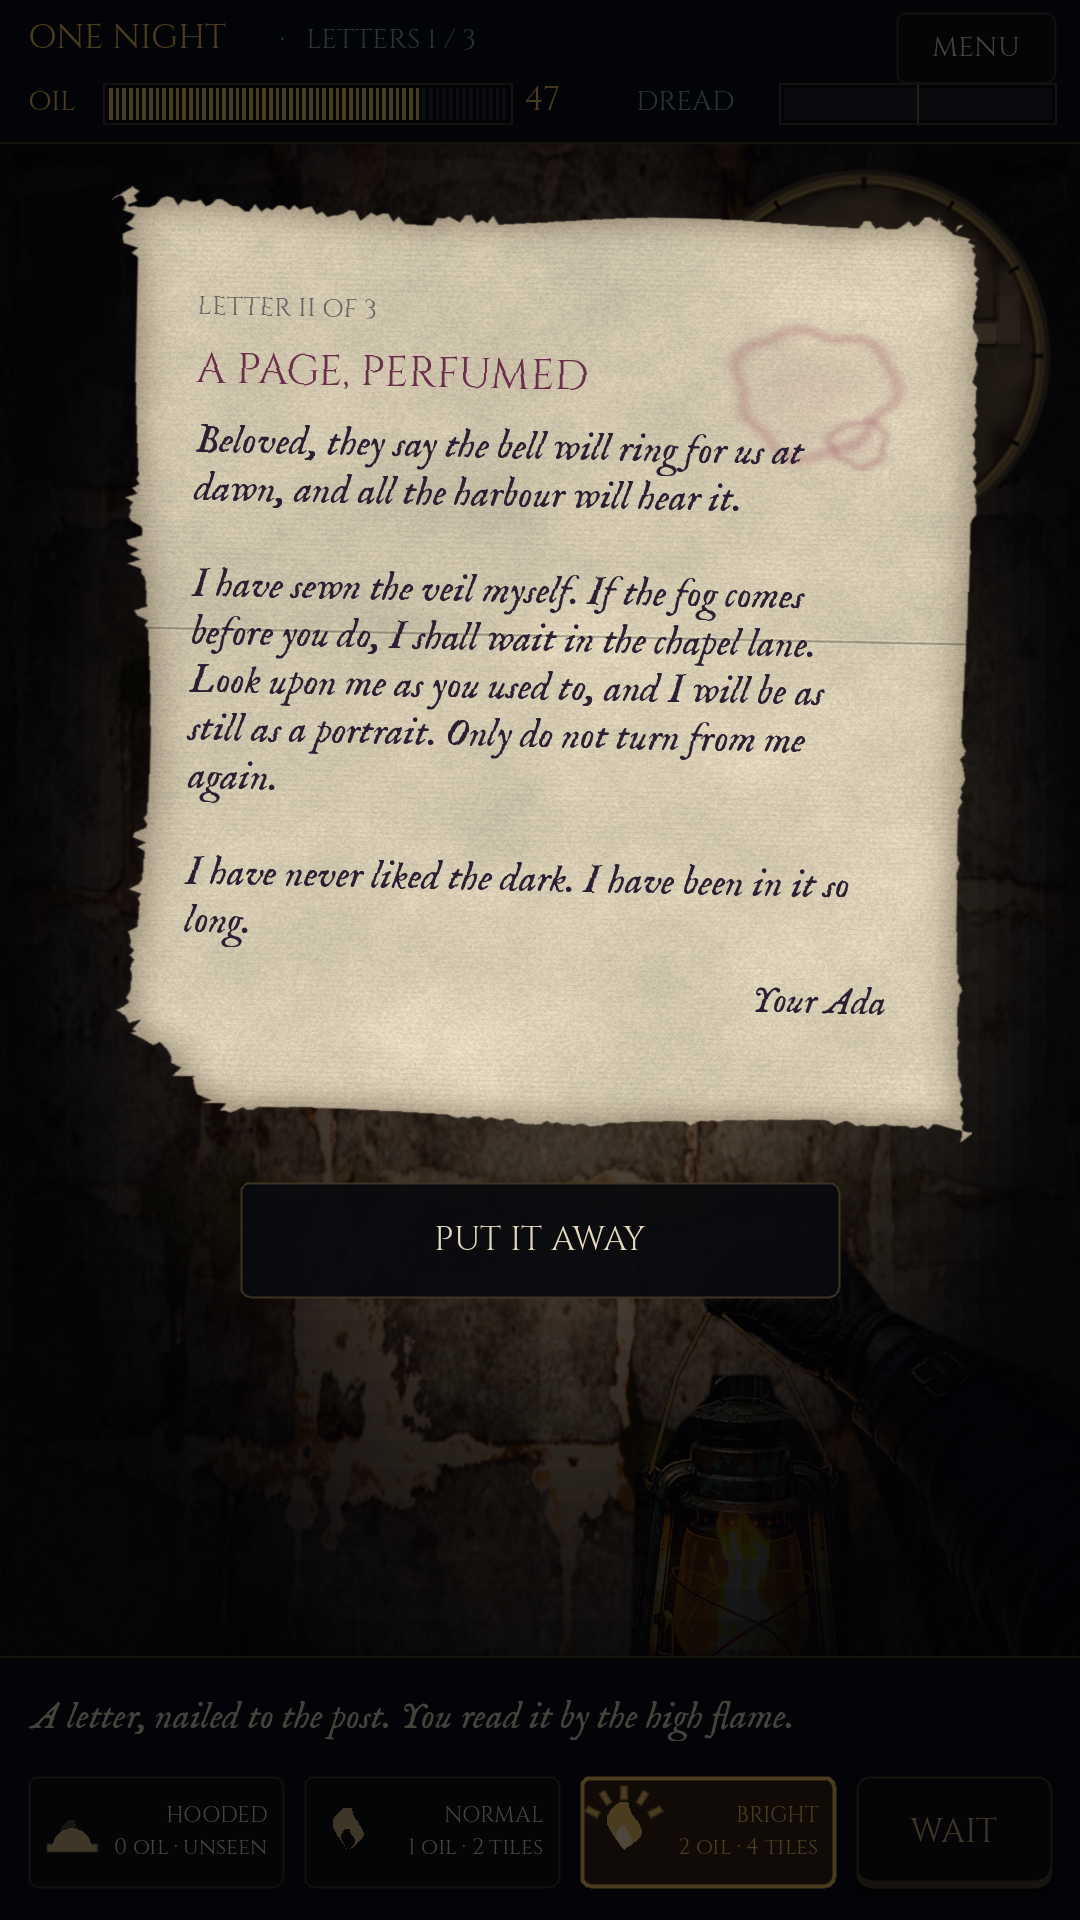 ONE NIGHT · LETTERS 1 / 3
MENU
OIL 47 DREAD
LETTER II OF 3
A PAGE, PERFUMED
Beloved, they say the bell will ring for us at
dawn, and all the harbour will hear it.
I have sewn the veil myself. If the fog comes
before you do, I shall wait in the chapel lane.
Look upon me as you used to, and I will be as
still as a portrait. Only do not turn from me
again.
I have never liked the dark. I have been in it so
long.
Your Ada
PUT IT AWAY
A letter, nailed to the post. You read it by the high flame.
HOODED
0 OIL · UNSEEN
NORMAL
1 OIL · 2 TILES
BRIGHT
2 OIL · 4 TILES
WAIT